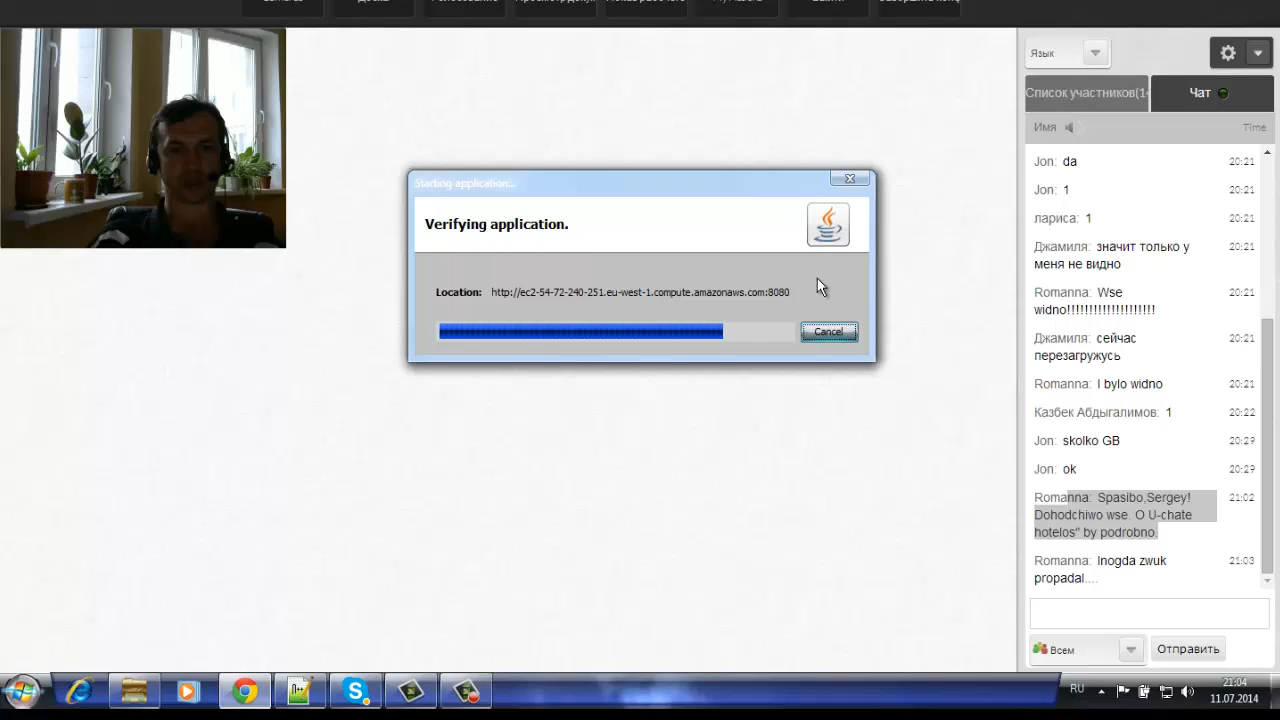 Язык
Список участников(1
Чат
Имя
Time
Starting application...
Verifying application.
Location: http://ec2-54-72-240-251.eu-west-1.compute.amazonaws.com:8080
Cancel
Jon: da 20:21
Jon: 1 20:21
лариса: 1 20:21
Джамиля: значит только у 20:21
меня не видно
Romanna: Wse 20:21
widno!!!!!!!!!!!!!!!!!!!!
Джамиля: сейчас 20:21
перезагружусь
Romanna: I bylo widno 20:21
Казбек Абдыгалимов: 1 20:22
Jon: skolko GB 20:29
Jon: ok 20:29
Romanna: Spasibo,Sergey! 21:02
Dohodchiwo wse. O U-chate
hotelos" by podrobno.
Romanna: Inogda zwuk 21:03
propadal....
Всем
Отправить
RU
21:04
11.07.2014